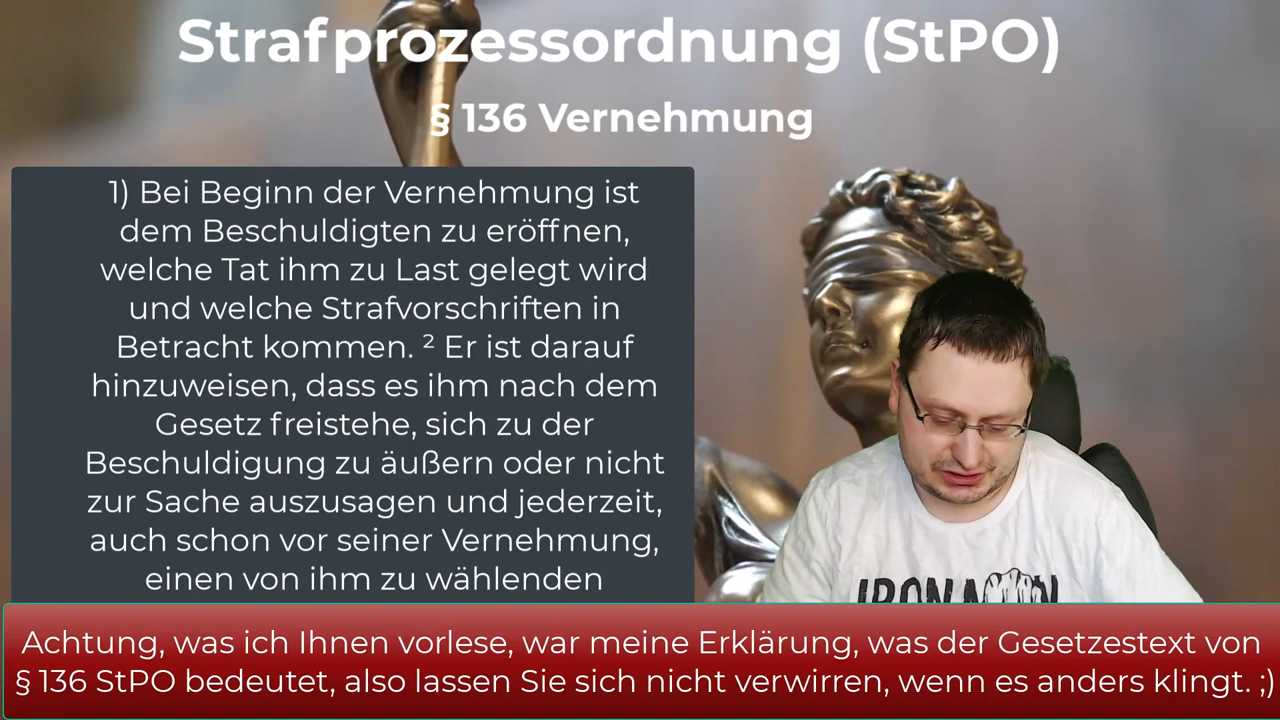 Strafprozessordnung (StPO)
§ 136 Vernehmung
1) Bei Beginn der Vernehmung ist
dem Beschuldigten zu eröffnen,
welche Tat ihm zu Last gelegt wird
und welche Strafvorschriften in
Betracht kommen. ² Er ist darauf
hinzuweisen, dass es ihm nach dem
Gesetz freistehe, sich zu der
Beschuldigung zu äußern oder nicht
zur Sache auszusagen und jederzeit,
auch schon vor seiner Vernehmung,
einen von ihm zu wählenden
Achtung, was ich Ihnen vorlese, war meine Erklärung, was der Gesetzestext von
§ 136 StPO bedeutet, also lassen Sie sich nicht verwirren, wenn es anders klingt. ;)